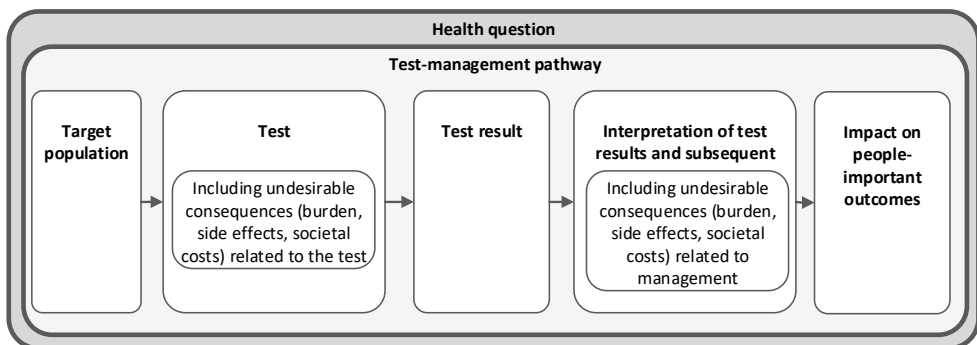 Health question
Test-management pathway
Target
population
Test
Including undesirable
consequences (burden,
side effects, societal
costs) related to the test
Test result
Interpretation of test
results and subsequent
Including undesirable
consequences (burden,
side effects, societal
costs) related to
management
Impact on
people-
important
outcomes